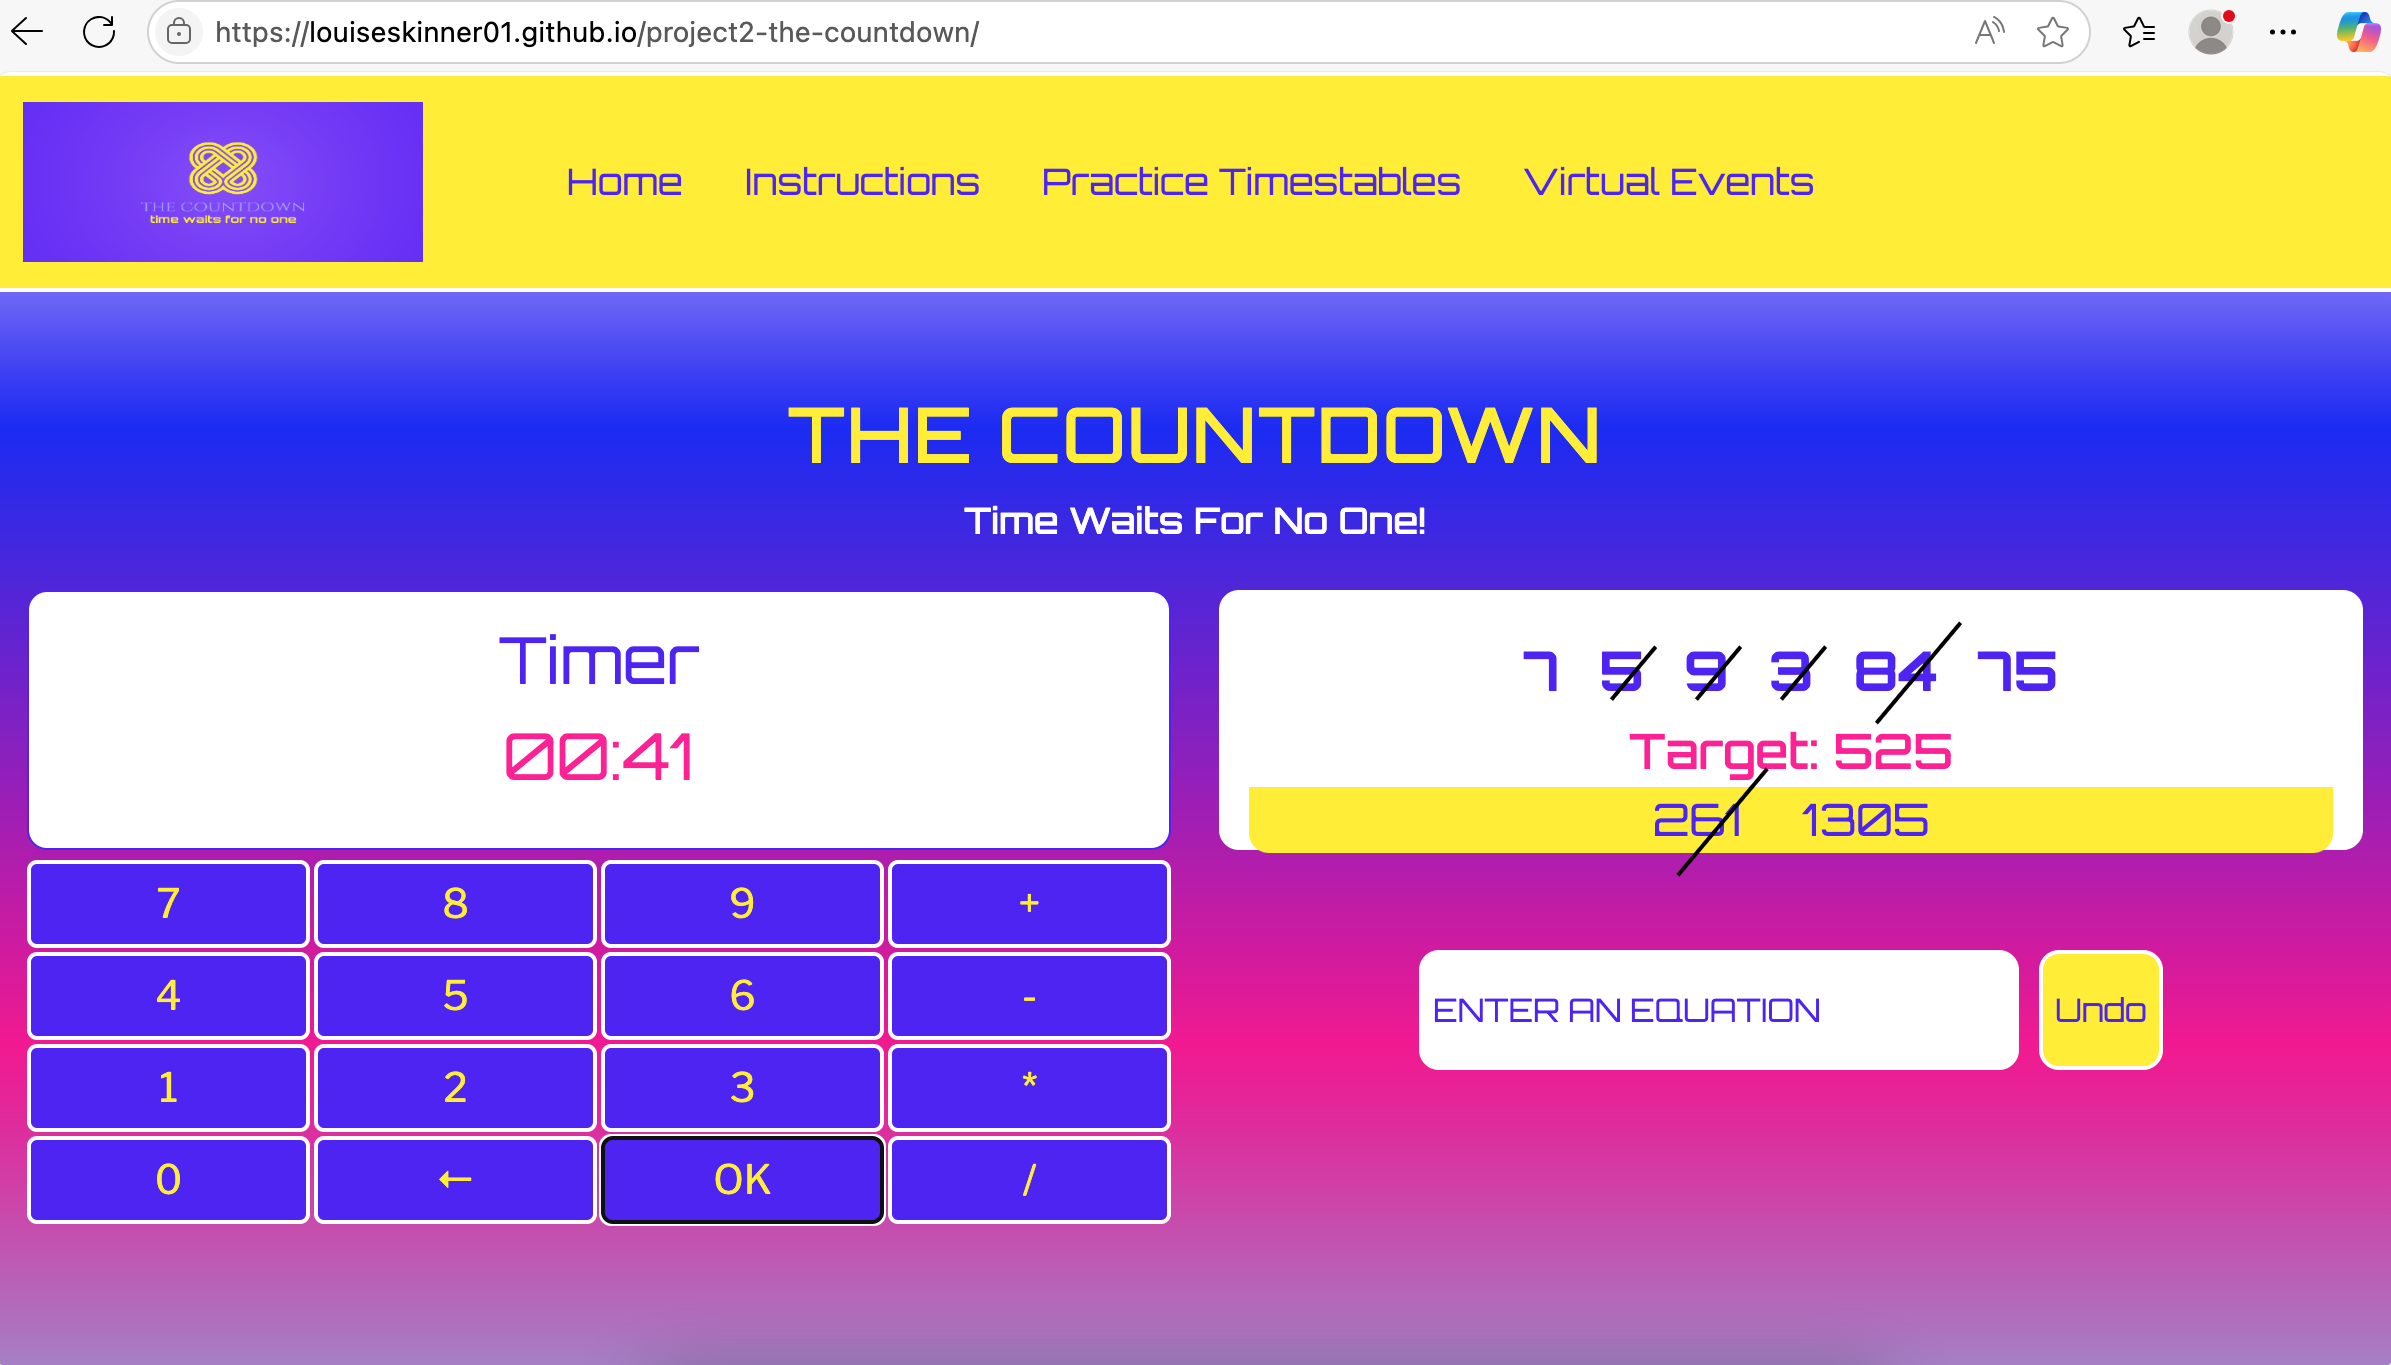 https://louiseskinner01.github.io/project2-the-countdown/
THE COUNTDOWN
time waits for no one
Home Instructions Practice Timestables Virtual Events
THE COUNTDOWN
Time Waits For No One!
Timer
00:41
7 5 9 3 84 75
Target: 525
261 1305
7 8 9 +
4 5 6 -
1 2 3 *
0 ← OK /
ENTER AN EQUATION
Undo